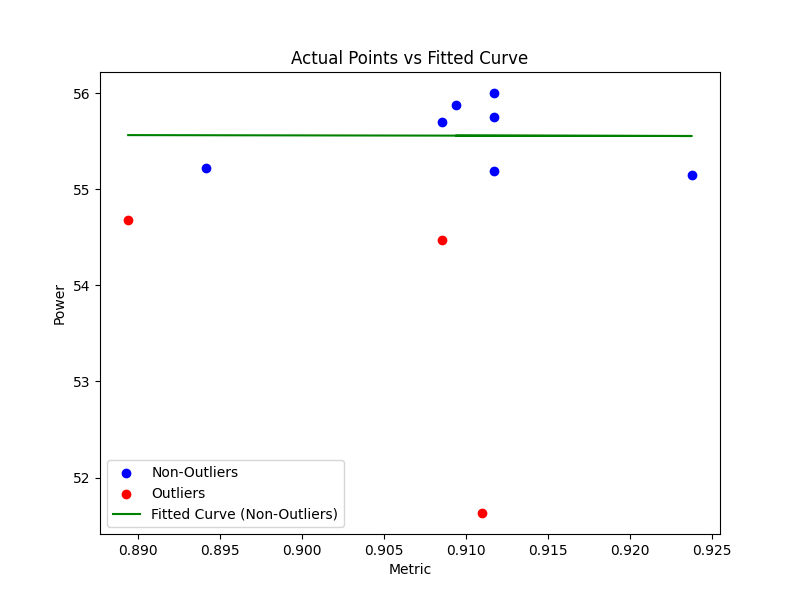 Actual Points vs Fitted Curve
56
55
54
53
52
Power
Non-Outliers
Outliers
Fitted Curve (Non-Outliers)
0.890 0.895 0.900 0.905 0.910 0.915 0.920 0.925
Metric